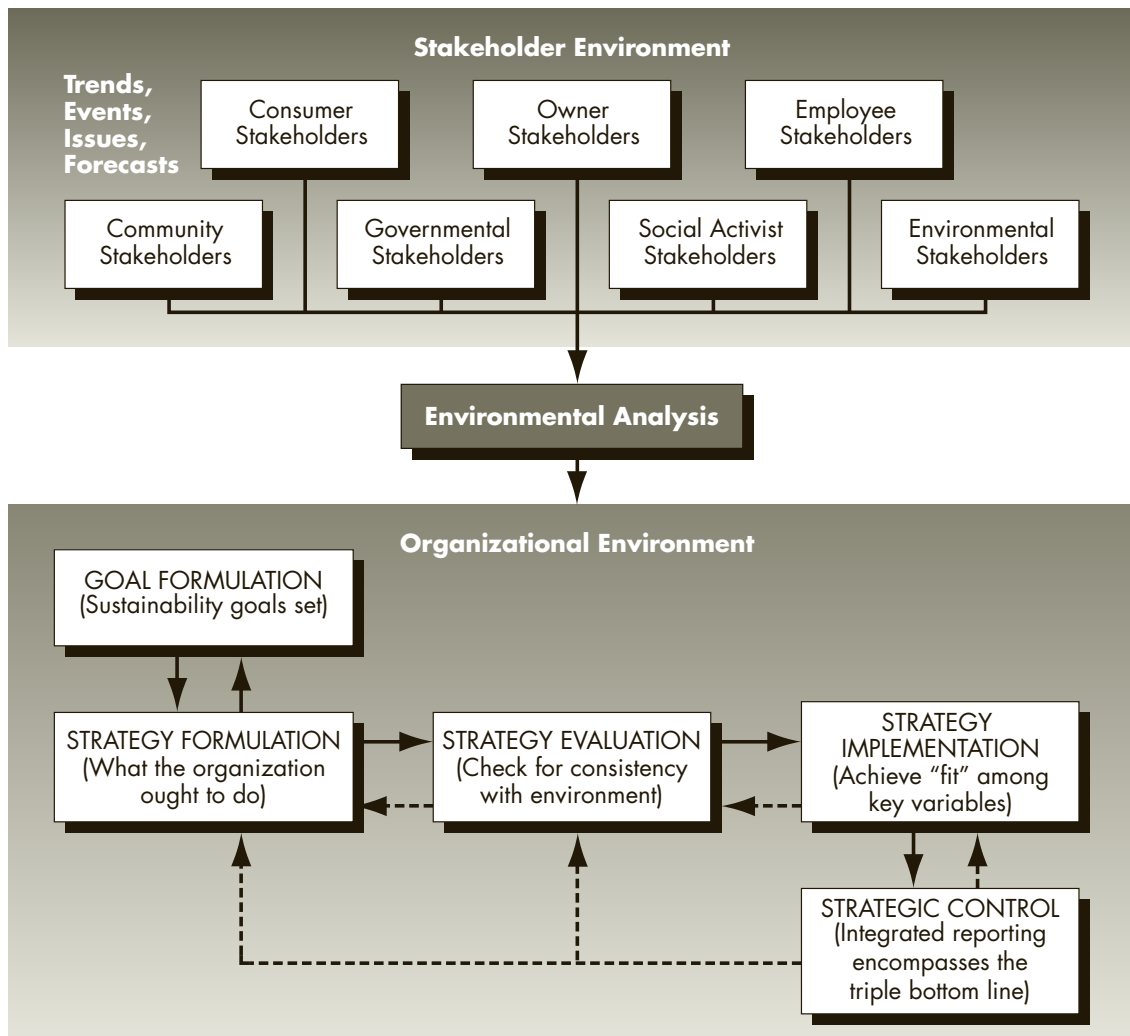 Stakeholder Environment
Trends,
Events,
Issues,
Forecasts
Consumer
Stakeholders
Owner
Stakeholders
Employee
Stakeholders
Community
Stakeholders
Governmental
Stakeholders
Social Activist
Stakeholders
Environmental
Stakeholders
Environmental Analysis
Organizational Environment
GOAL FORMULATION
(Sustainability goals set)
STRATEGY FORMULATION
(What the organization
ought to do)
STRATEGY EVALUATION
(Check for consistency
with environment)
STRATEGY
IMPLEMENTATION
(Achieve “fit” among
key variables)
STRATEGIC CONTROL
(Integrated reporting
encompasses the
triple bottom line)